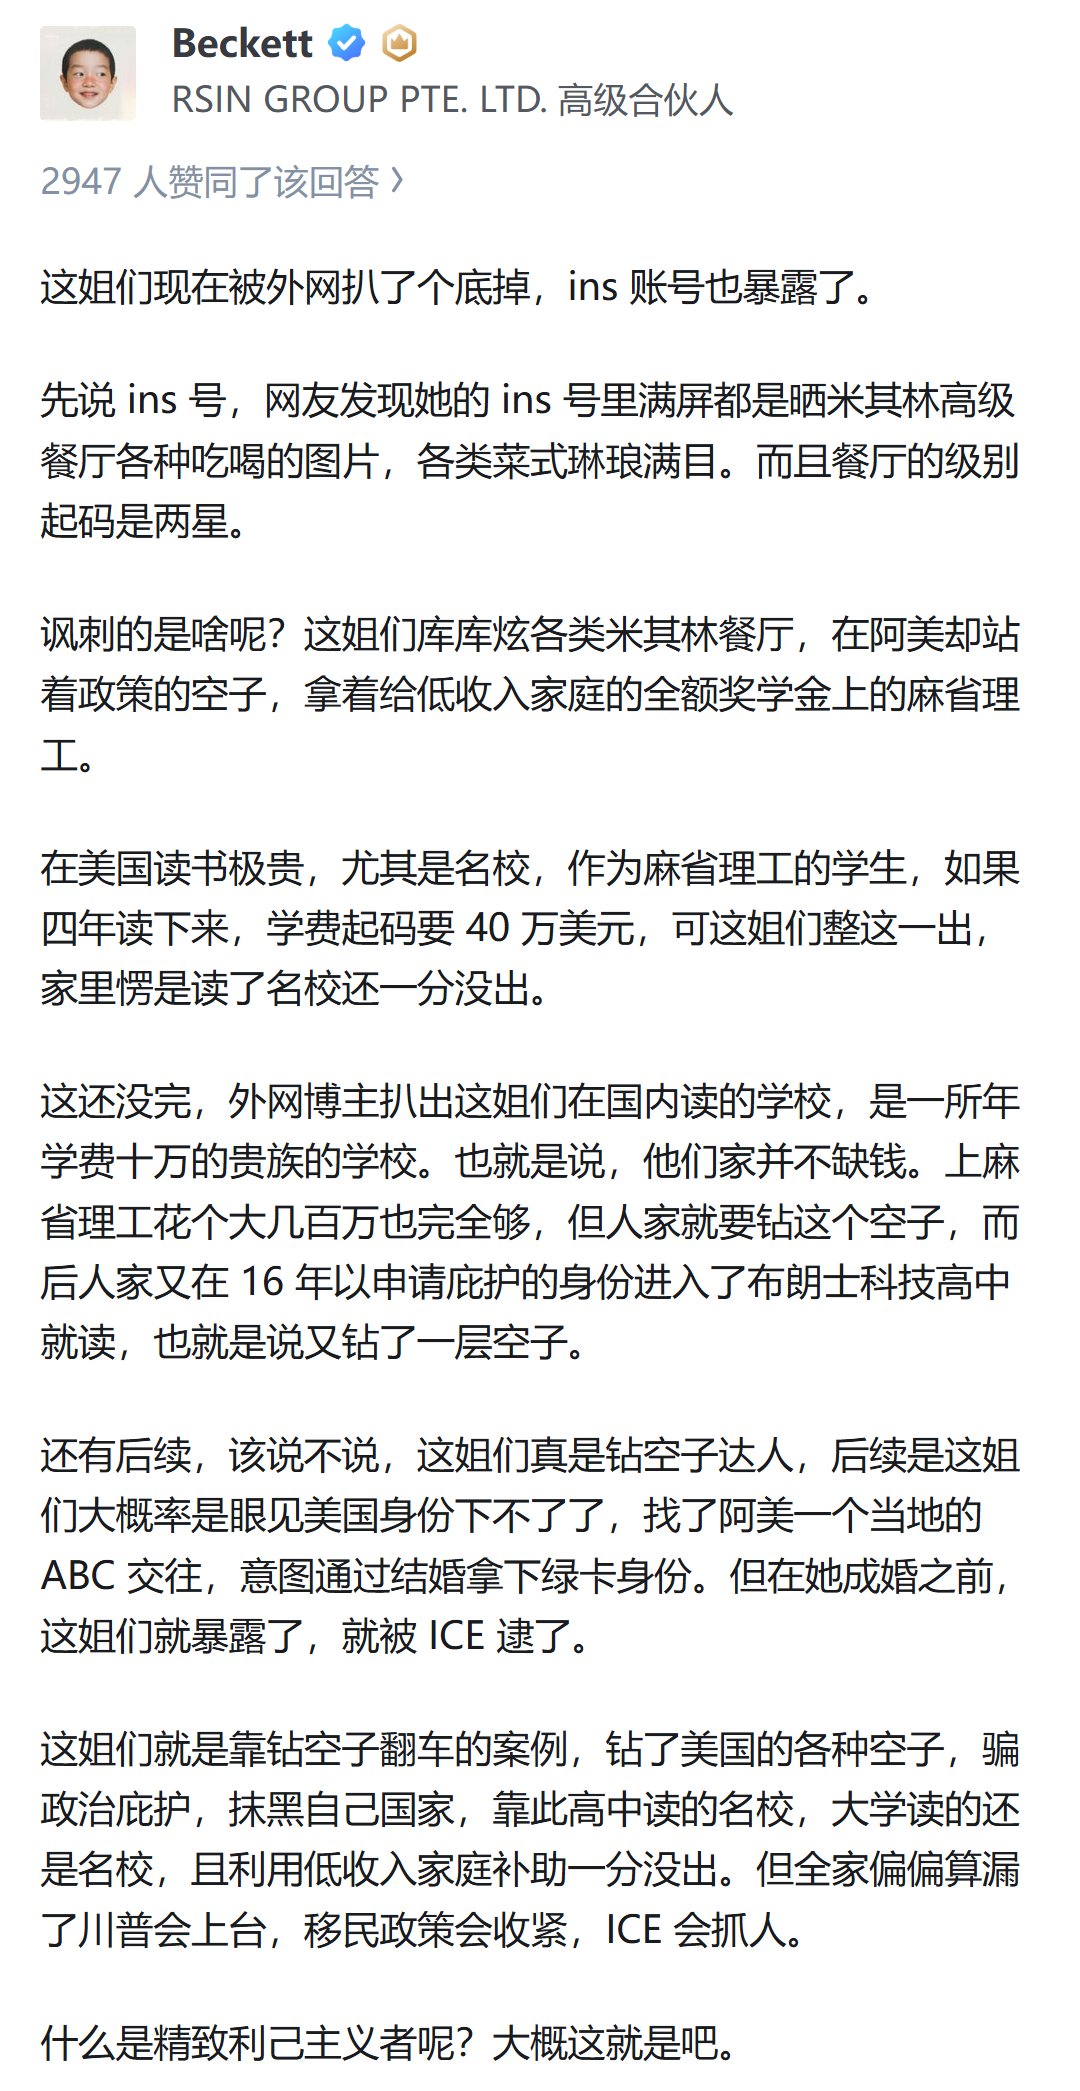 Beckett
RSIN GROUP PTE. LTD. 高级合伙人
2947 人赞同了该回答 >
这姐们现在被外网扒了个底掉，ins 账号也暴露了。
先说 ins 号，网友发现她的 ins 号里满屏都是晒米其林高级
餐厅各种吃喝的图片，各类菜式琳琅满目。而且餐厅的级别
起码是两星。
讽刺的是啥呢？这姐们库库炫各类米其林餐厅，在阿美却站
着政策的空子，拿着给低收入家庭的全额奖学金上的麻省理
工。
在美国读书极贵，尤其是名校，作为麻省理工的学生，如果
四年读下来，学费起码要 40 万美元，可这姐们整这一出，
家里愣是读了名校还一分没出。
这还没完，外网博主扒出这姐们在国内读的学校，是一所年
学费十万的贵族的学校。也就是说，他们家并不缺钱。上麻
省理工花个大几百万也完全够，但人家就要钻这个空子，而
后人家又在 16 年以申请庇护的身份进入了布朗士科技高中
就读，也就是说又钻了一层空子。
还有后续，该说不说，这姐们真是钻空子达人，后续是这姐
们大概率是眼见美国身份下不了了，找了阿美一个当地的
ABC 交往，意图通过结婚拿下绿卡身份。但在她成婚之前，
这姐们就暴露了，就被 ICE 逮了。
这姐们就是靠钻空子翻车的案例，钻了美国的各种空子，骗
政治庇护，抹黑自己国家，靠此高中读的名校，大学读的还
是名校，且利用低收入家庭补助一分没出。但全家偏偏算漏
了川普会上台，移民政策会收紧，ICE 会抓人。
什么是精致利己主义者呢？大概这就是吧。